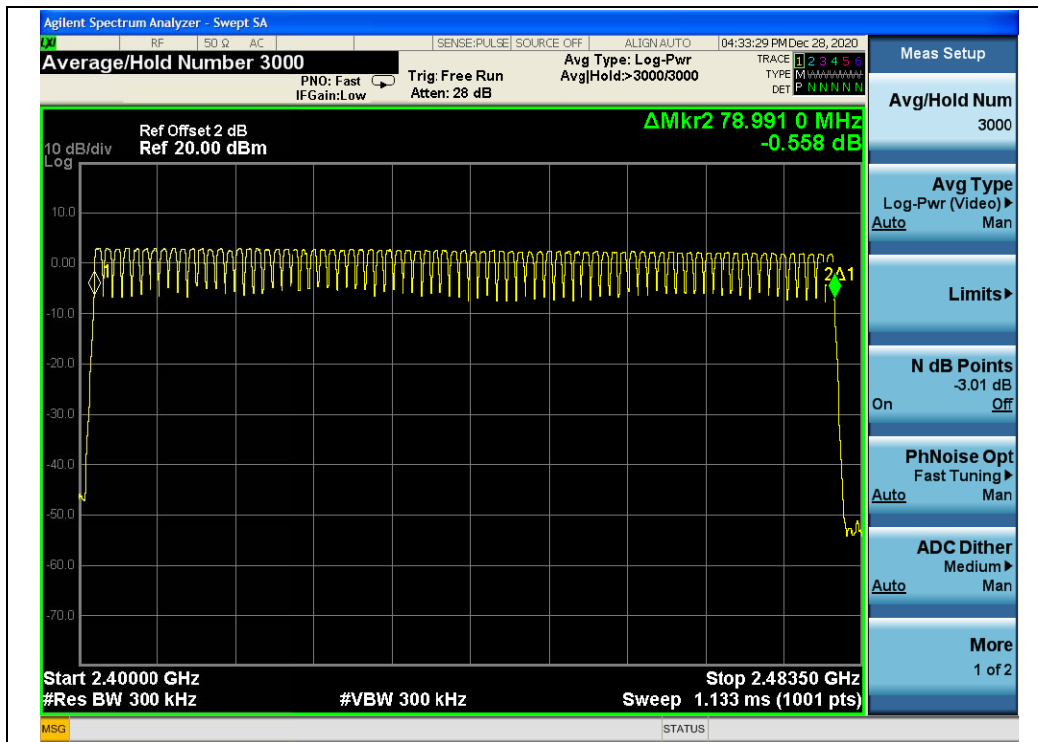 Agilent Spectrum Analyzer - Swept SA
LXI RF 50 Ω AC SENSE:PULSE SOURCE OFF ALIGN AUTO 04:33:29 PM Dec 28, 2020
Average/Hold Number 3000
PNO: Fast
IFGain:Low
Trig: Free Run
Atten: 28 dB
Avg Type: Log-Pwr
Avg|Hold:>3000/3000
TRACE 1 2 3 4 5 6
TYPE MWWWWW
DET P N N N N N
ΔMkr2 78.991 0 MHz
-0.558 dB
Ref Offset 2 dB
10 dB/div Ref 20.00 dBm
Log
10.0
0.00
-10.0
-20.0
-30.0
-40.0
-50.0
-60.0
-70.0
1
2Δ1
Start 2.40000 GHz Stop 2.48350 GHz
#Res BW 300 kHz #VBW 300 kHz Sweep 1.133 ms (1001 pts)
MSG STATUS
Meas Setup
Avg/Hold Num
3000
Avg Type
Log-Pwr (Video)
Auto Man
Limits
N dB Points
-3.01 dB
On Off
PhNoise Opt
Fast Tuning
Auto Man
ADC Dither
Medium
Auto Man
More
1 of 2